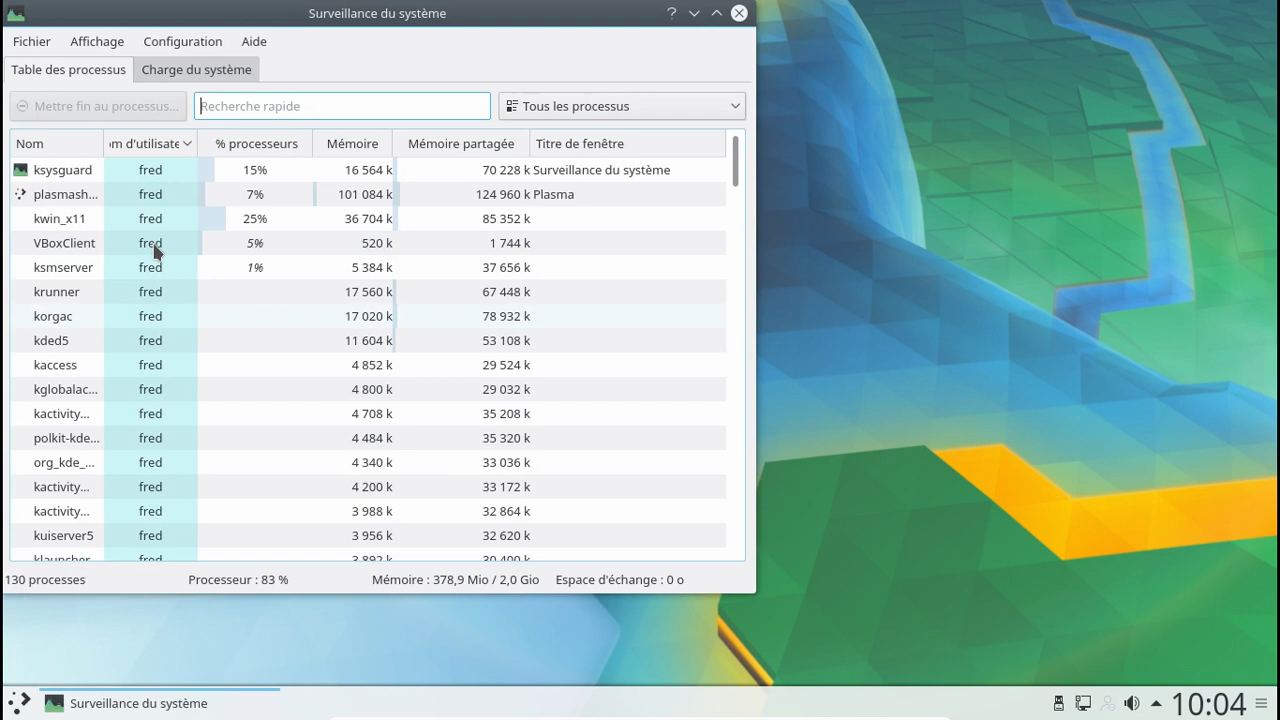 Surveillance du système
Fichier Affichage Configuration Aide
Table des processus Charge du système
Mettre fin au processus... Recherche rapide Tous les processus
Nom om d'utilisate % processeurs Mémoire Mémoire partagée Titre de fenêtre
ksysguard fred 15% 16 564 k 70 228 k Surveillance du système
plasmash... fred 7% 101 084 k 124 960 k Plasma
kwin_x11 fred 25% 36 704 k 85 352 k
VBoxClient fred 5% 520 k 1 744 k
ksmserver fred 1% 5 384 k 37 656 k
krunner fred 17 560 k 67 448 k
korgac fred 17 020 k 78 932 k
kded5 fred 11 604 k 53 108 k
kaccess fred 4 852 k 29 524 k
kglobalac... fred 4 800 k 29 032 k
kactivity... fred 4 708 k 35 208 k
polkit-kde... fred 4 484 k 35 320 k
org_kde_... fred 4 340 k 33 036 k
kactivity... fred 4 200 k 33 172 k
kactivity... fred 3 988 k 32 864 k
kuiserver5 fred 3 956 k 32 620 k
klauncher fred 3 892 k 30 400 k
130 processes Processeur : 83 % Mémoire : 378,9 Mio / 2,0 Gio Espace d'échange : 0 o
Surveillance du système 10:04